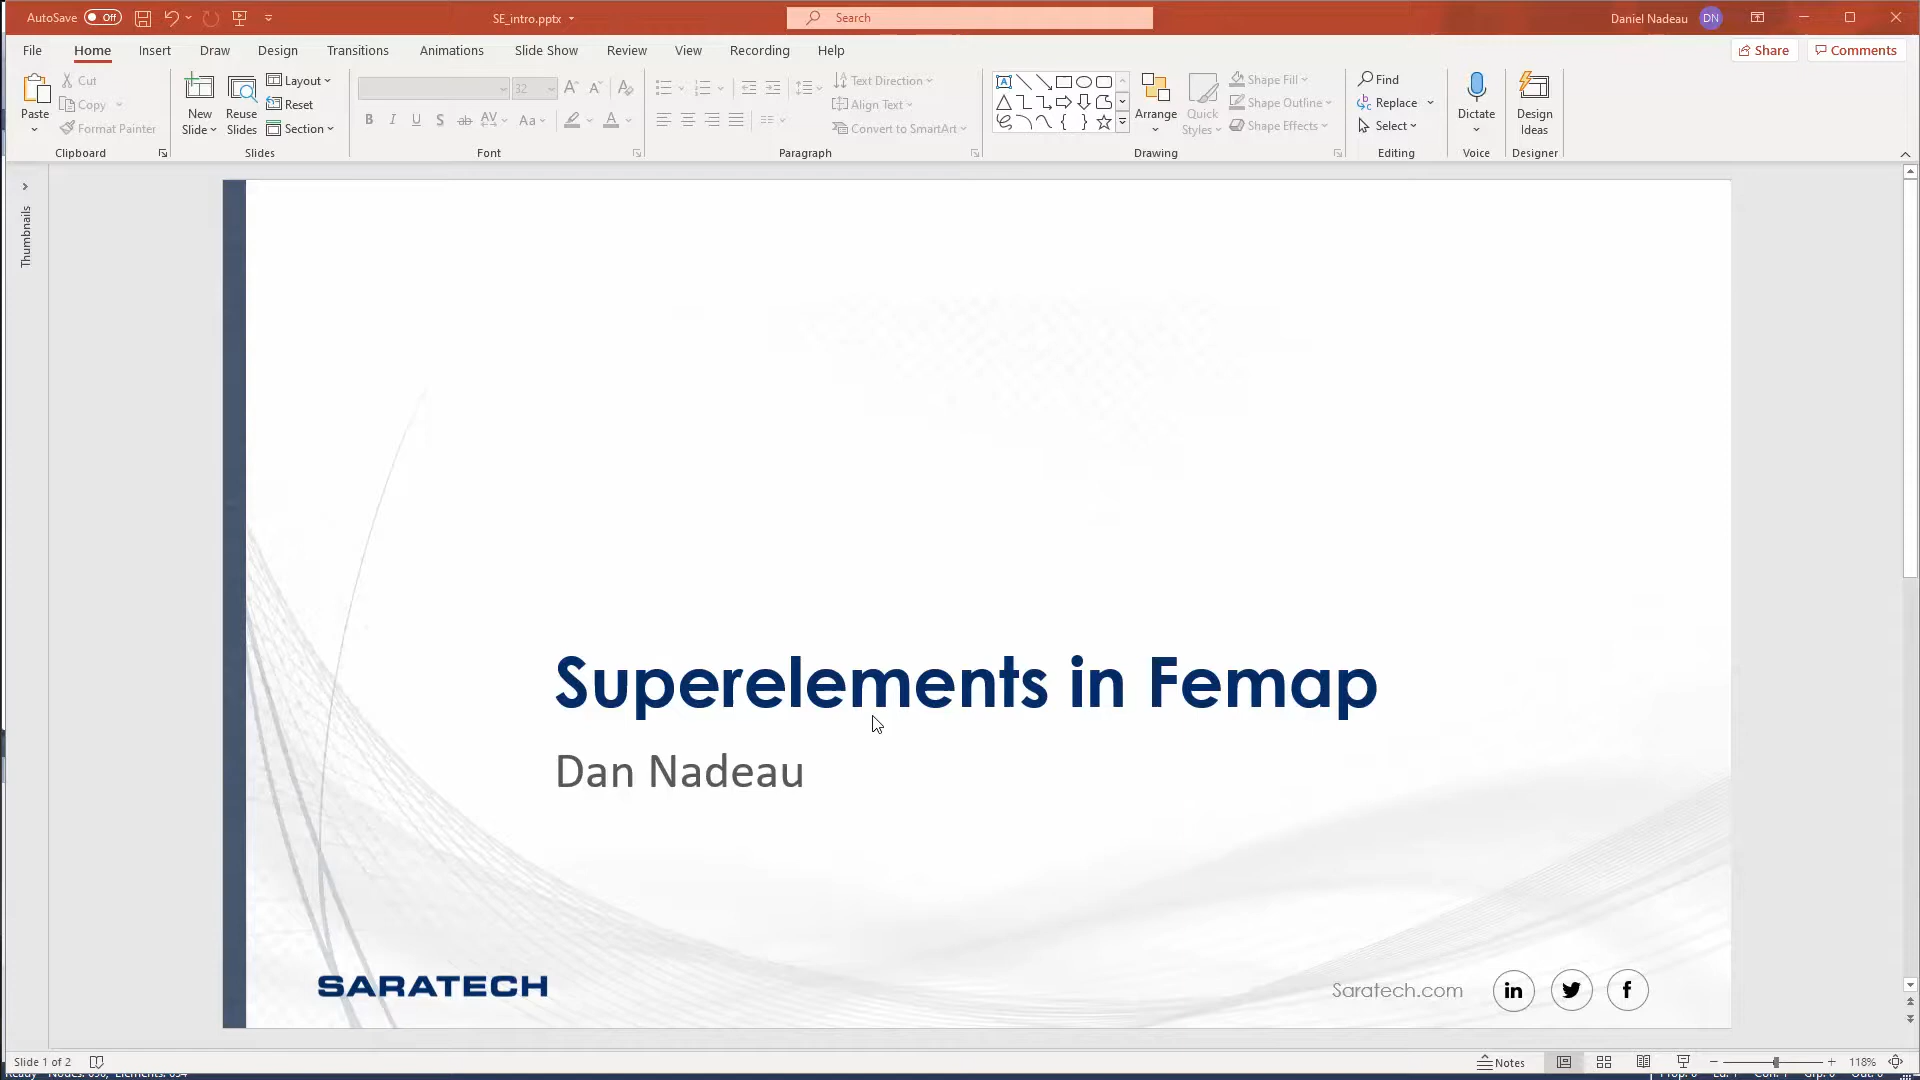 AutoSave Off
SE_intro.pptx
Search
Daniel Nadeau DN
File Home Insert Draw Design Transitions Animations Slide Show Review View Recording Help
Share Comments
Paste
Cut
Copy
Format Painter
Clipboard
New
Slide
Reuse
Slides
Layout
Reset
Section
Slides
32
B I U S ab AV Aa A
Font
Text Direction
Align Text
Convert to SmartArt
Paragraph
Arrange
Quick
Styles
Shape Fill
Shape Outline
Shape Effects
Drawing
Find
Replace
Select
Editing
Dictate
Voice
Design
Ideas
Designer
Thumbnails
Superelements in Femap
Dan Nadeau
SARATECH
Saratech.com in f
Slide 1 of 2
Notes
118%